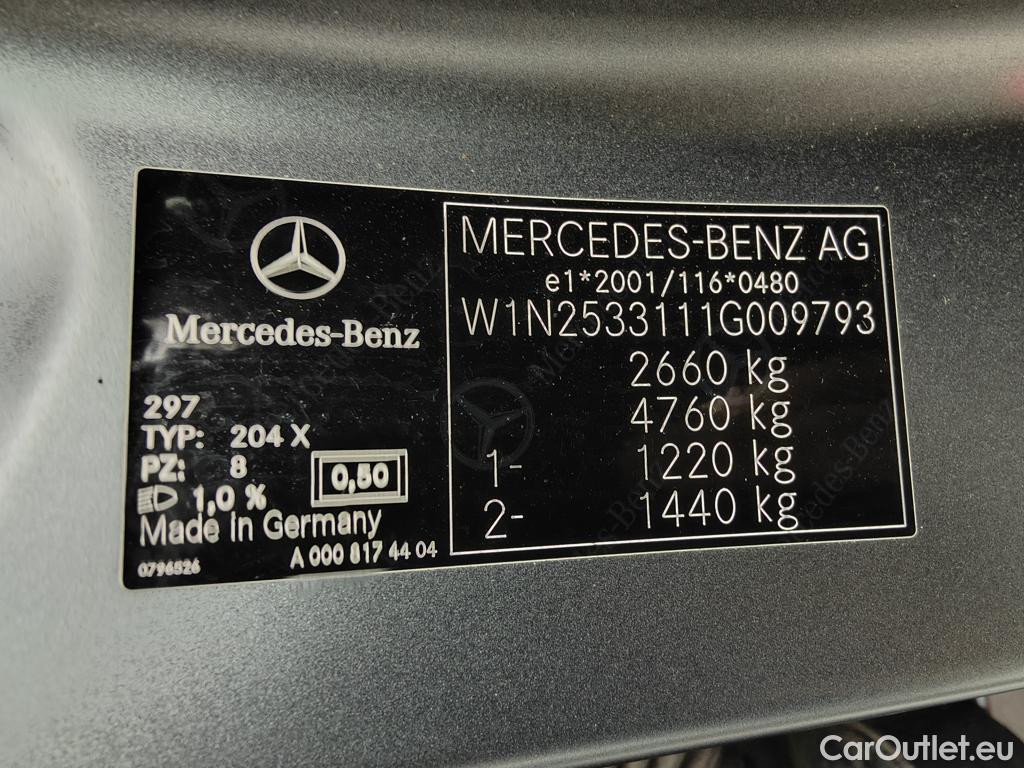 Mercedes-Benz
297
TYP: 204 X
PZ: 8
1,0 %
0,50
Made in Germany
A 000 817 44 04
0796526
MERCEDES-BENZ AG
e1*2001/116*0480
W1N2533111G009793
2660 kg
4760 kg
1- 1220 kg
2- 1440 kg
CarOutlet.eu